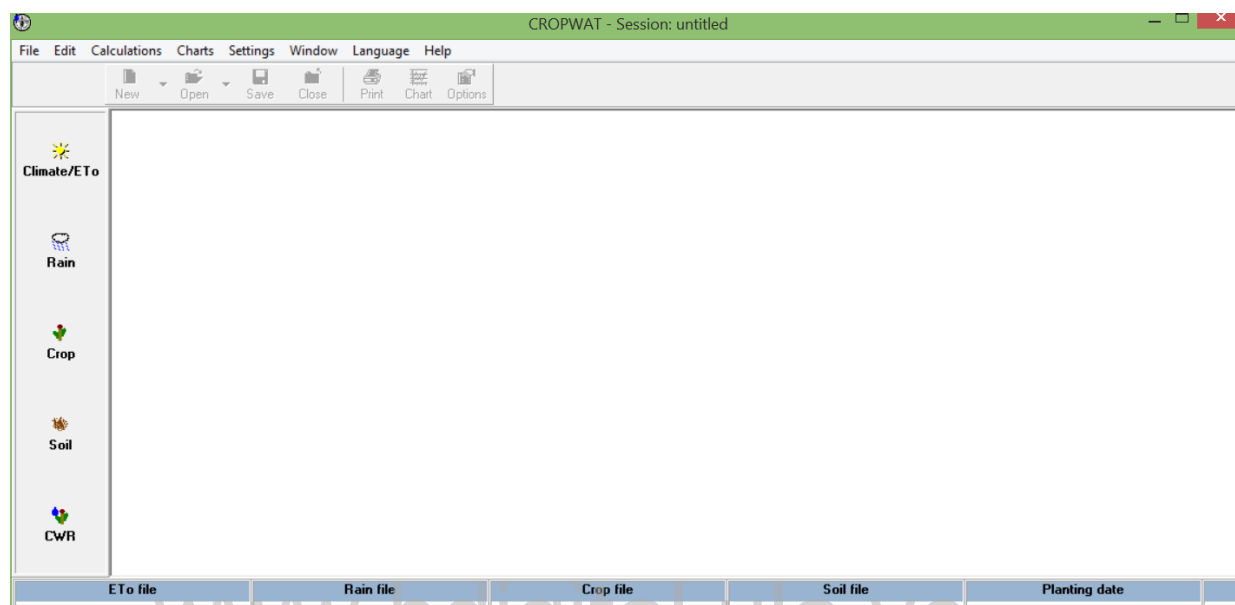 CROPWAT - Session: untitled
File Edit Calculations Charts Settings Window Language Help
New Open Save Close Print Chart Options
Climate/ETo
Rain
Crop
Soil
CWR
ETo file Rain file Crop file Soil file Planting date